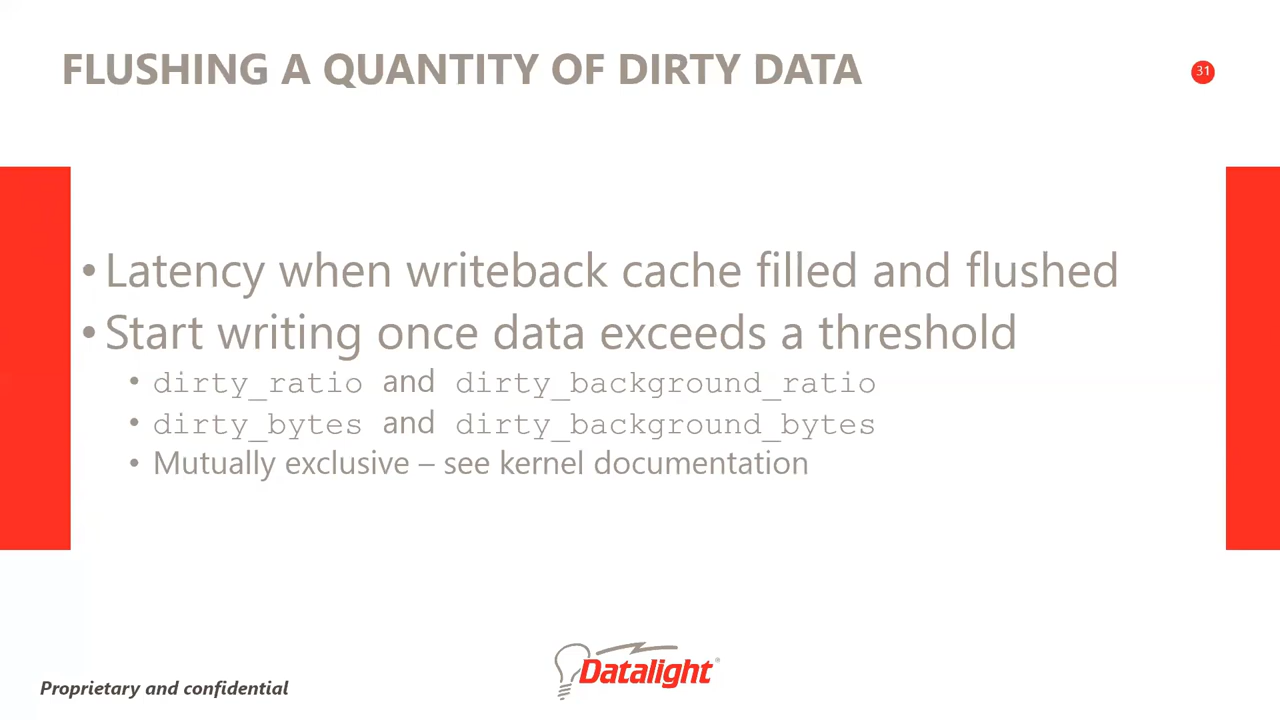 FLUSHING A QUANTITY OF DIRTY DATA
31
• Latency when writeback cache filled and flushed
• Start writing once data exceeds a threshold
• dirty_ratio and dirty_background_ratio
• dirty_bytes and dirty_background_bytes
• Mutually exclusive – see kernel documentation
Datalight®
Proprietary and confidential